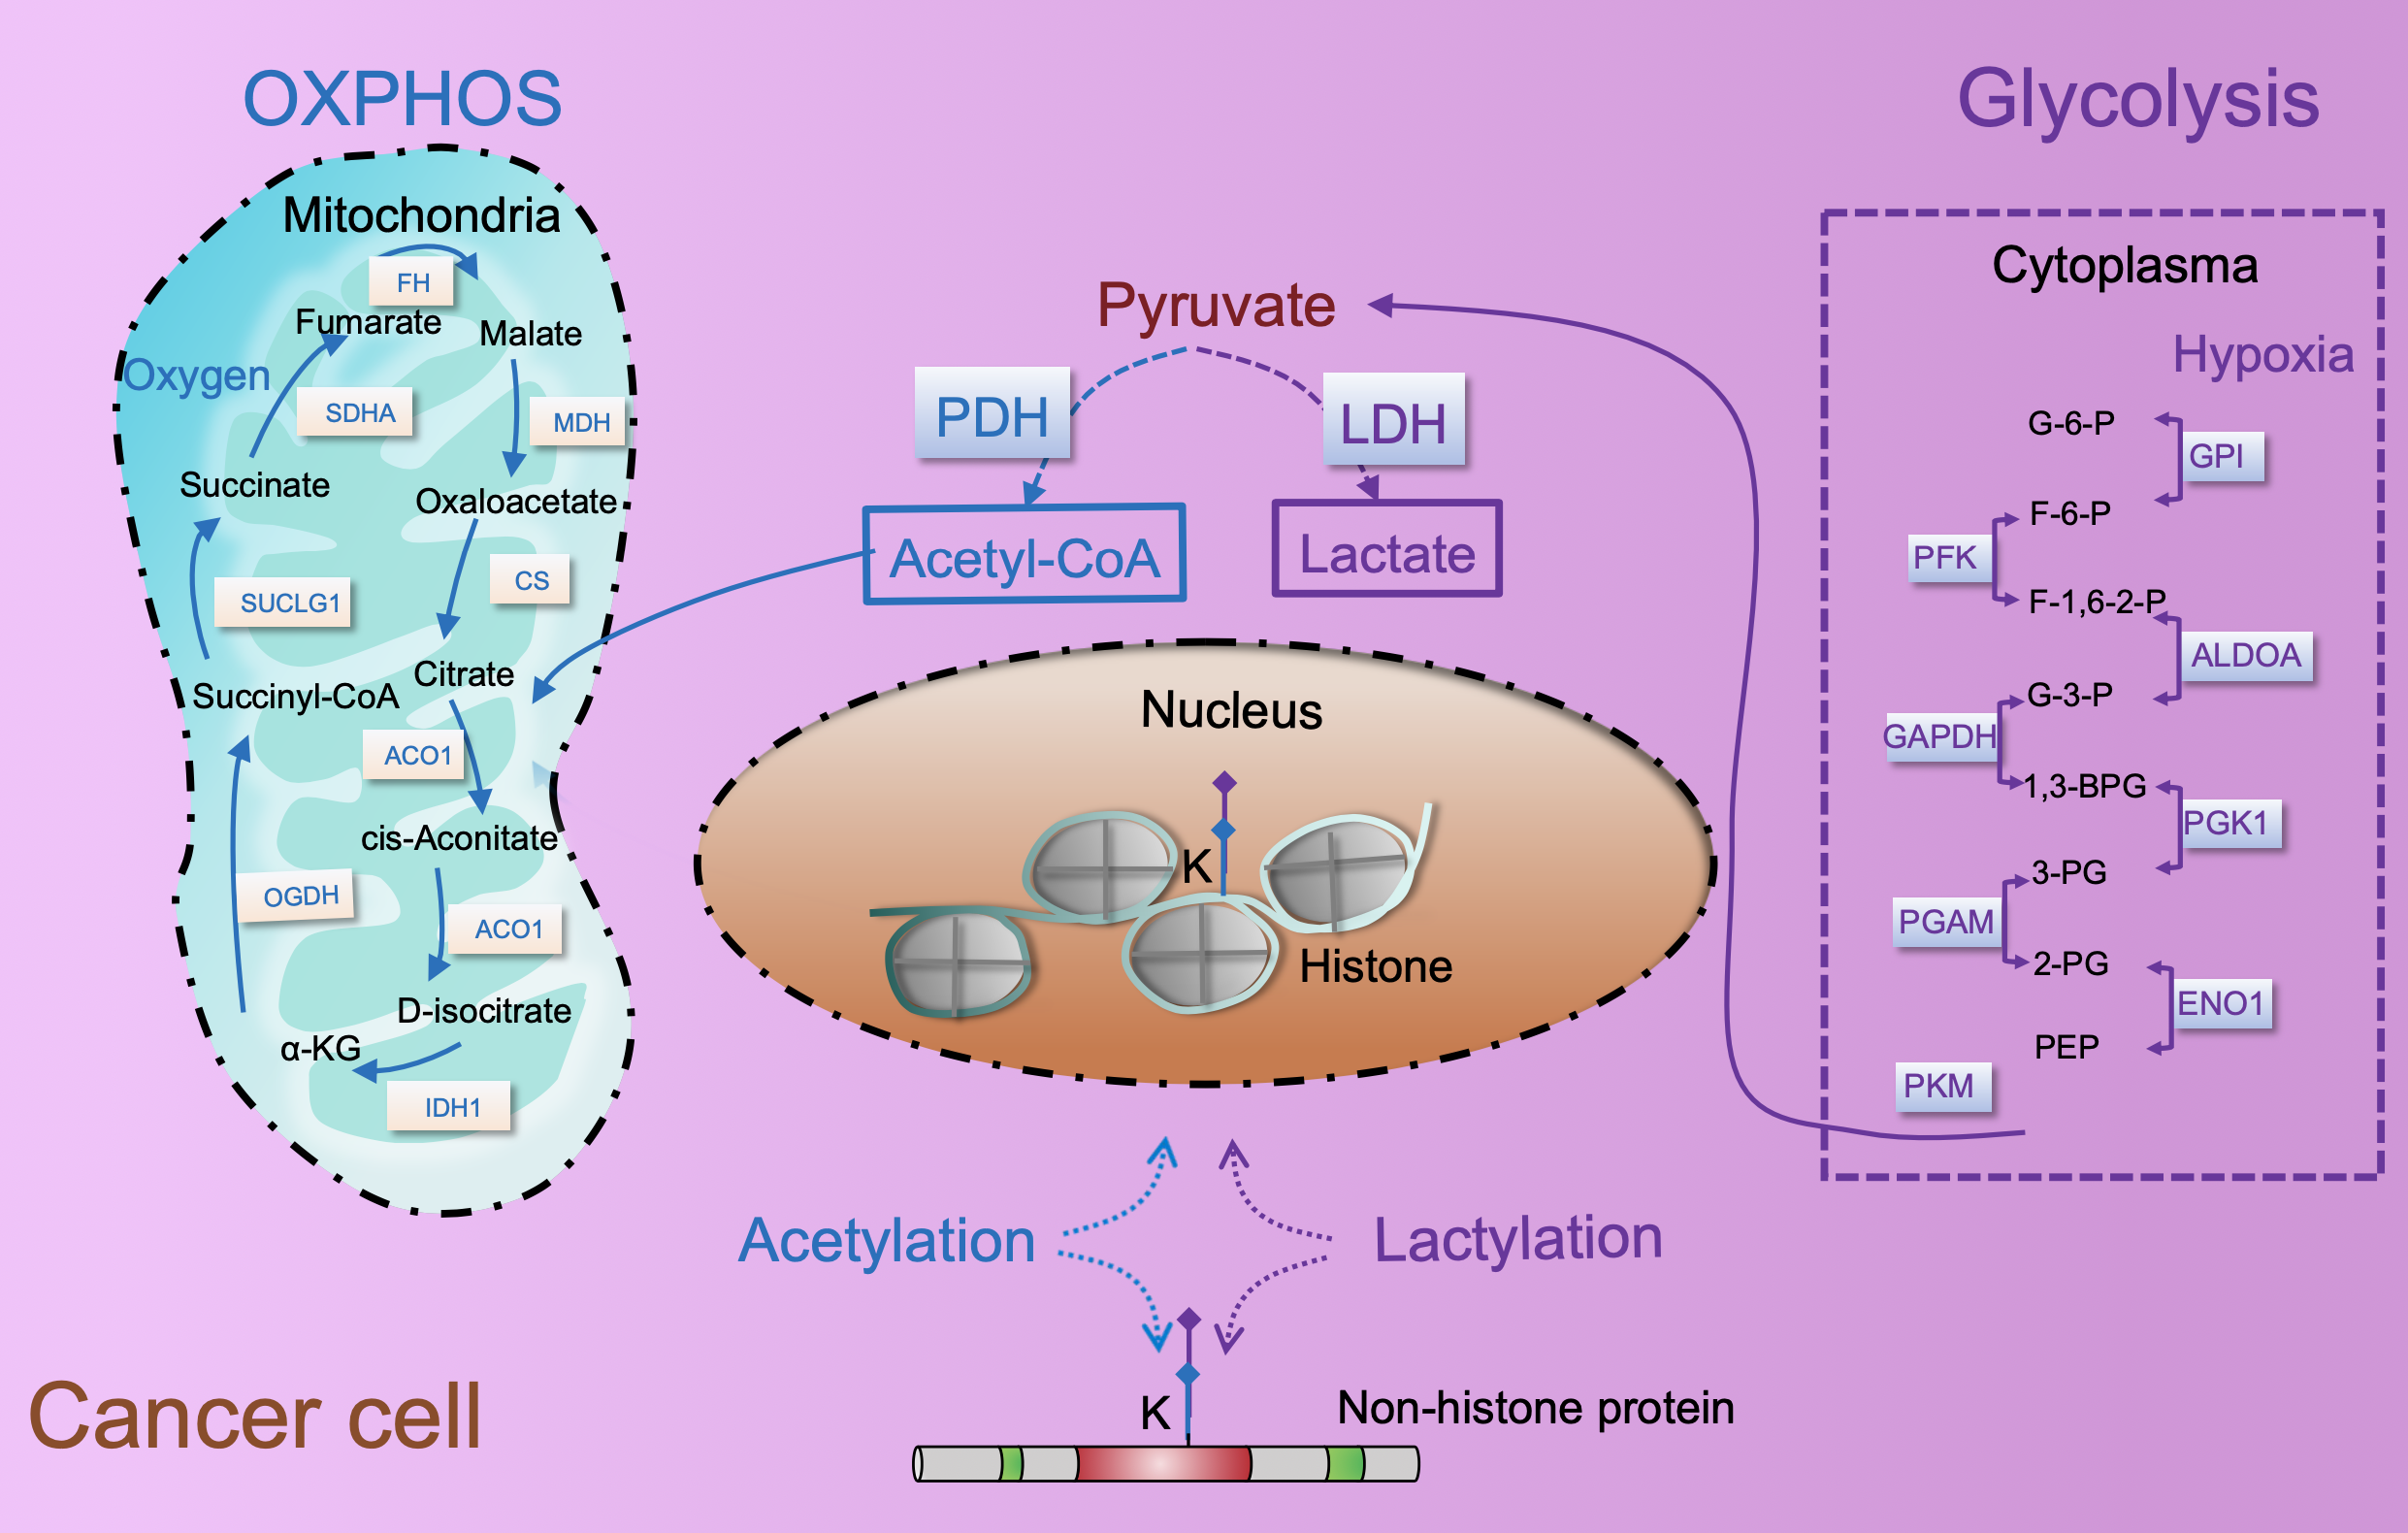 OXPHOS
Glycolysis
Mitochondria
FH
Fumarate
Malate
Oxygen
SDHA
MDH
Succinate
Oxaloacetate
SUCLG1
CS
Citrate
Succinyl-CoA
ACO1
cis-Aconitate
OGDH
ACO1
D-isocitrate
α-KG
IDH1
Pyruvate
PDH
LDH
Acetyl-CoA
Lactate
Nucleus
K
Histone
Cytoplasma
Hypoxia
G-6-P
GPI
F-6-P
PFK
F-1,6-2-P
ALDOA
G-3-P
GAPDH
1,3-BPG
PGK1
3-PG
PGAM
2-PG
ENO1
PEP
PKM
Acetylation
Lactylation
K
Non-histone protein
Cancer cell